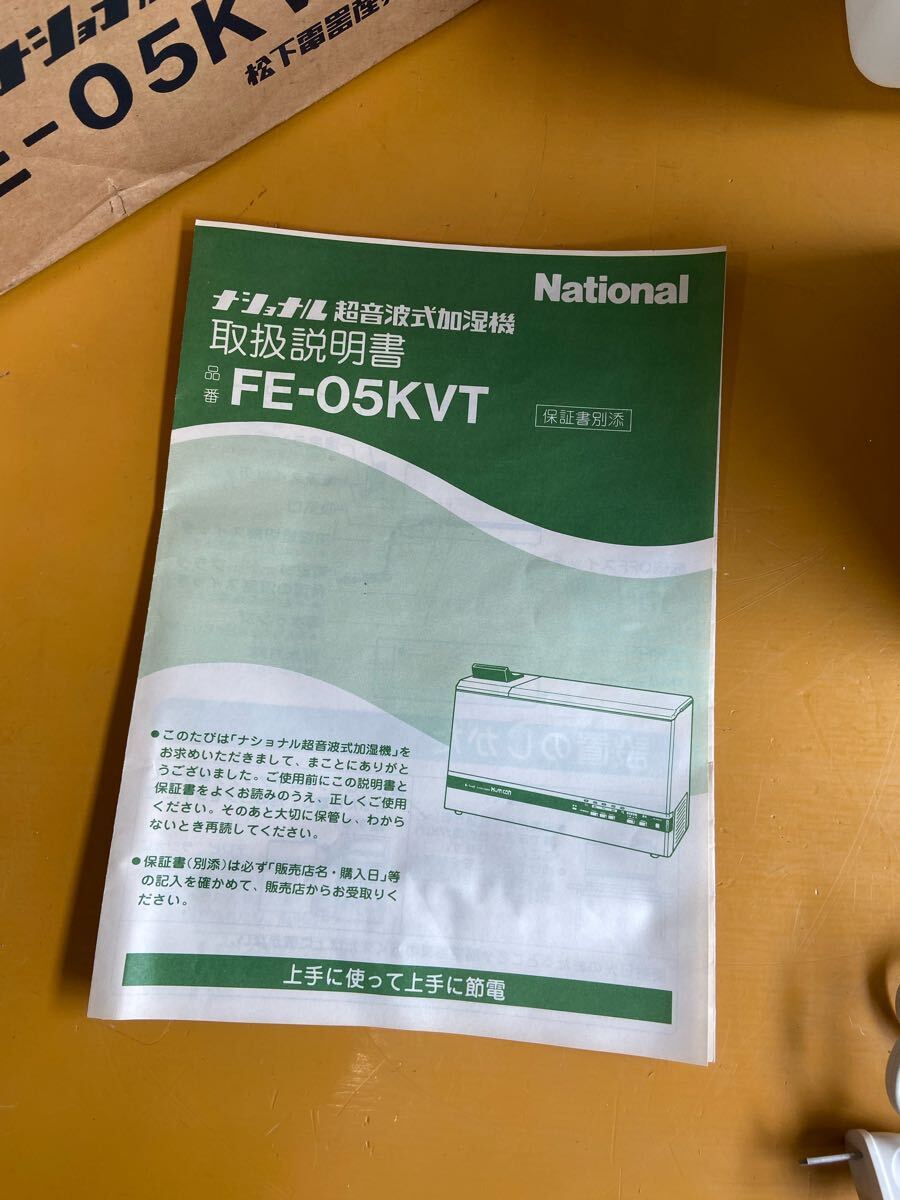 ナショナル
E-05KV
松下電器産
National
ナショナル 超音波式加湿機
取扱説明書
品番 FE-05KVT
保証書別添
●このたびは「ナショナル超音波式加湿機」を
お求めいただきまして、まことにありがと
うございました。ご使用前にこの説明書と
保証書をよくお読みのうえ、正しくご使用
ください。そのあと大切に保管し、わから
ないとき再読してください。
●保証書(別添)は必ず「販売店名・購入日」等
の記入を確かめて、販売店からお受取りく
ださい。
Humicon
上手に使って上手に節電